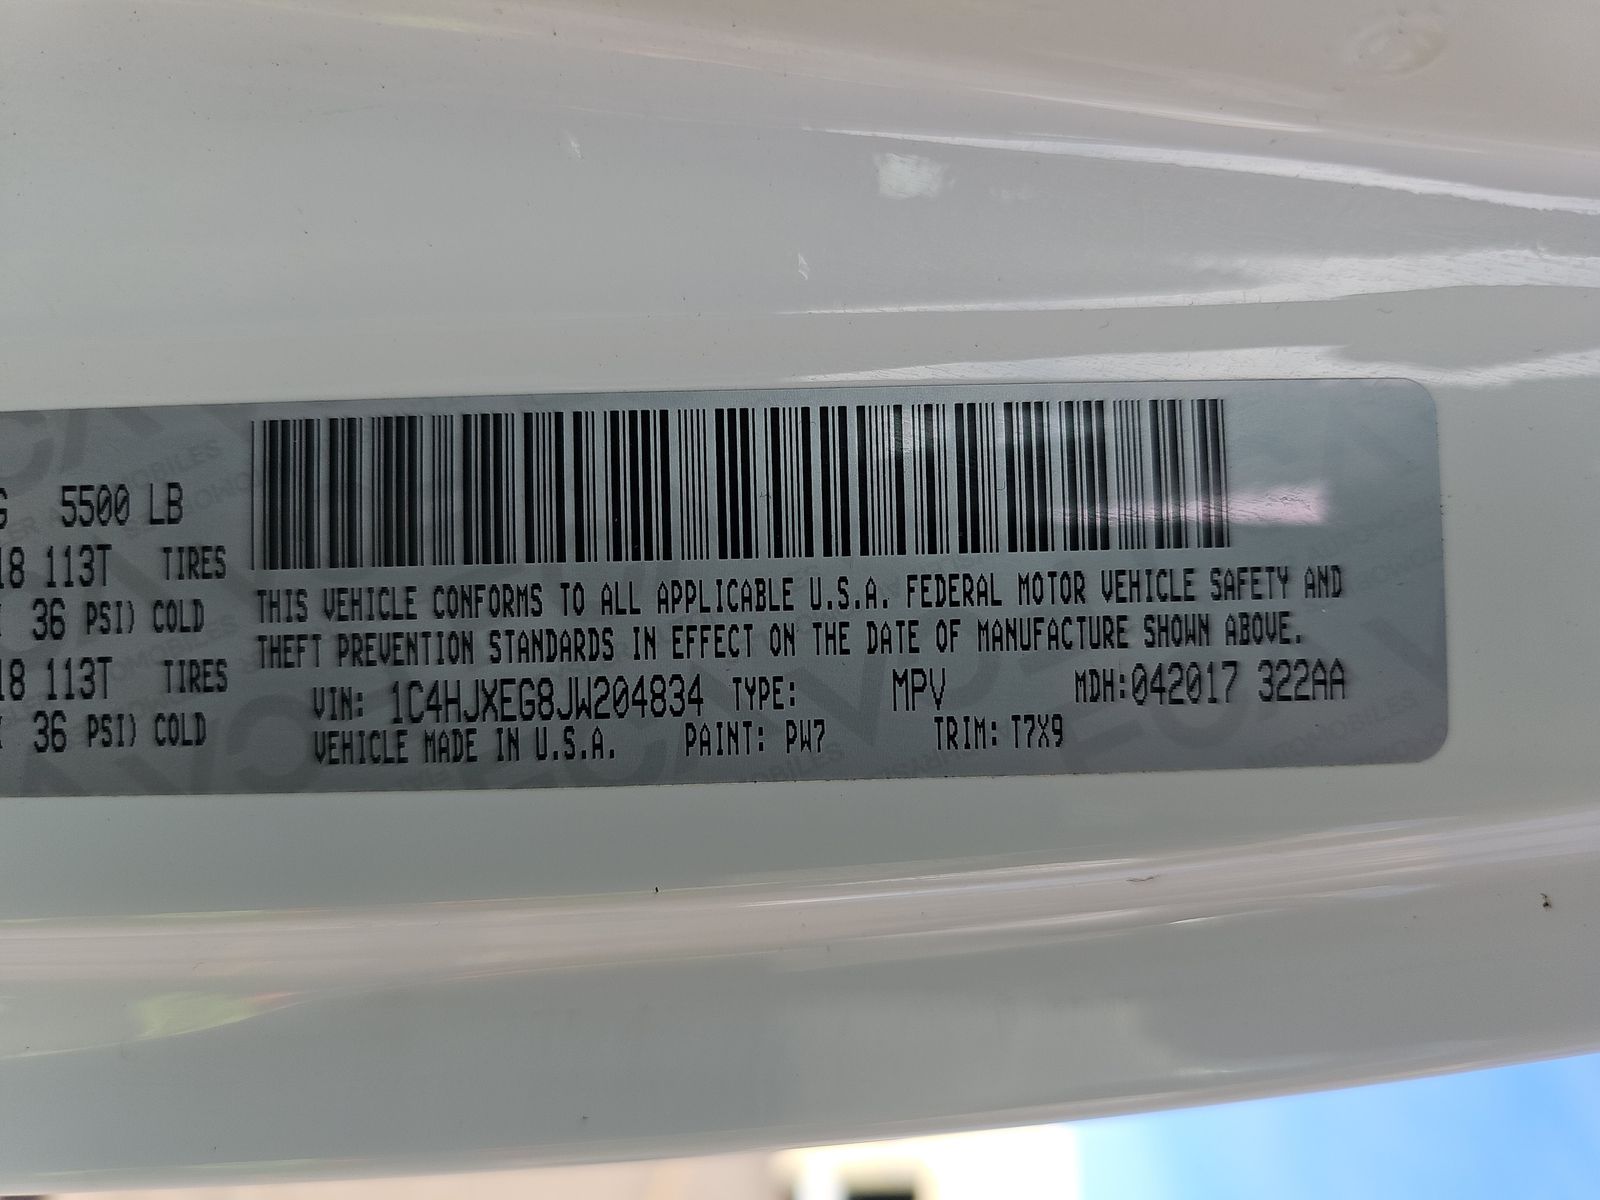 5500 LB
18 113T TIRES
36 PSI) COLD
18 113T TIRES
36 PSI) COLD
THIS VEHICLE CONFORMS TO ALL APPLICABLE U.S.A. FEDERAL MOTOR VEHICLE SAFETY AND
THEFT PREVENTION STANDARDS IN EFFECT ON THE DATE OF MANUFACTURE SHOWN ABOVE.
VIN: 1C4HJXEG8JW204834 TYPE: MPV MDH:042017 322AA
VEHICLE MADE IN U.S.A. PAINT: PW7 TRIM: T7X9